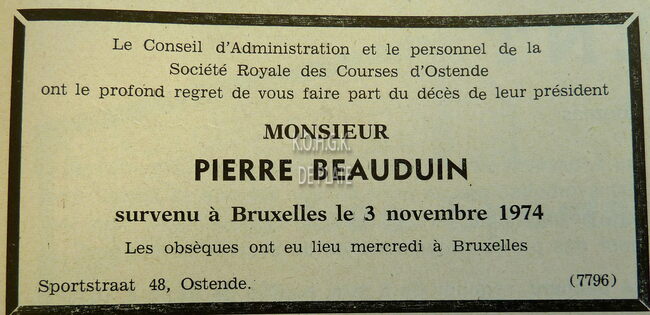 Le Conseil d'Administration et le personnel de la
Société Royale des Courses d'Ostende
ont le profond regret de vous faire part du décès de leur président
MONSIEUR
K.O.H.G.K.
PIERRE BEAUDUIN
DE PLATE
survenu à Bruxelles le 3 novembre 1974
Les obsèques ont eu lieu mercredi à Bruxelles
Sportstraat 48, Ostende. (7796)